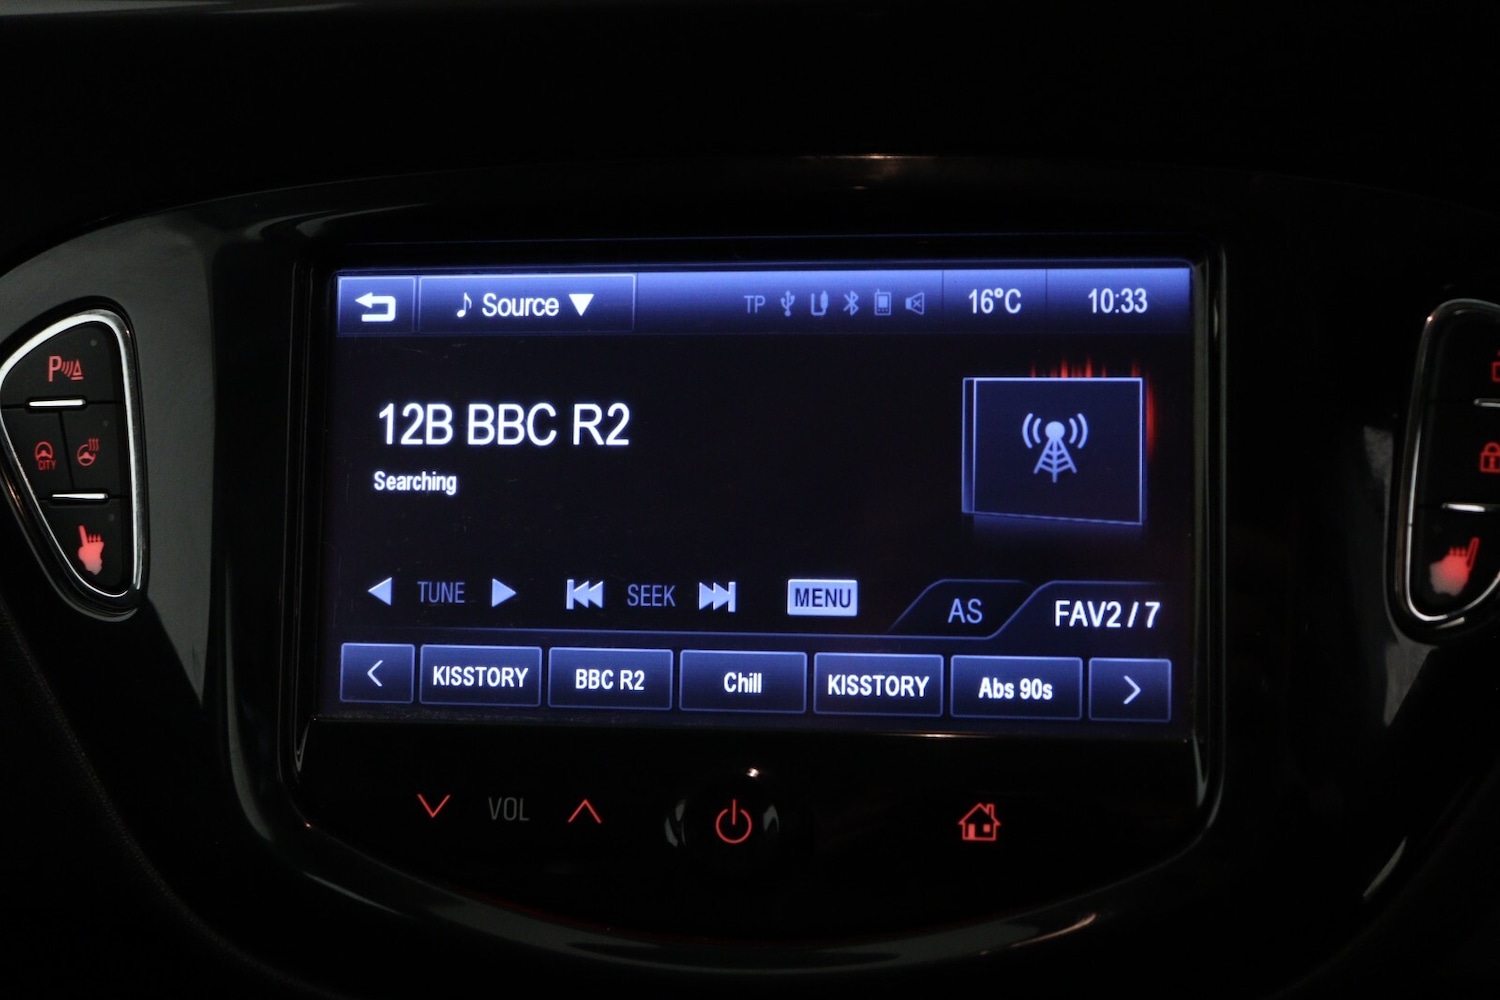 Source TP 16°C 10:33
12B BBC R2
Searching
TUNE SEEK MENU AS FAV2 / 7
KISSTORY BBC R2 Chill KISSTORY Abs 90s
VOL
P
CITY